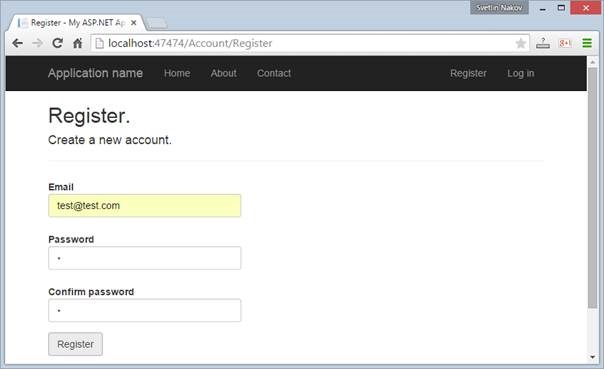 Svetlin Nakov
Register - My ASP.NET Ap
localhost:47474/Account/Register
Application name
Home
About
Contact
Register
Log in
Register.
Create a new account.
Email
test@test.com
Password
•
Confirm password
•
Register